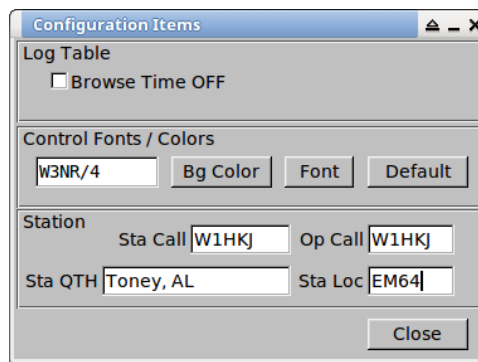 Configuration Items
Log Table
Browse Time OFF
Control Fonts / Colors
W3NR/4 Bg Color Font Default
Station
Sta Call W1HKJ Op Call W1HKJ
Sta QTH Toney, AL Sta Loc EM64
Close